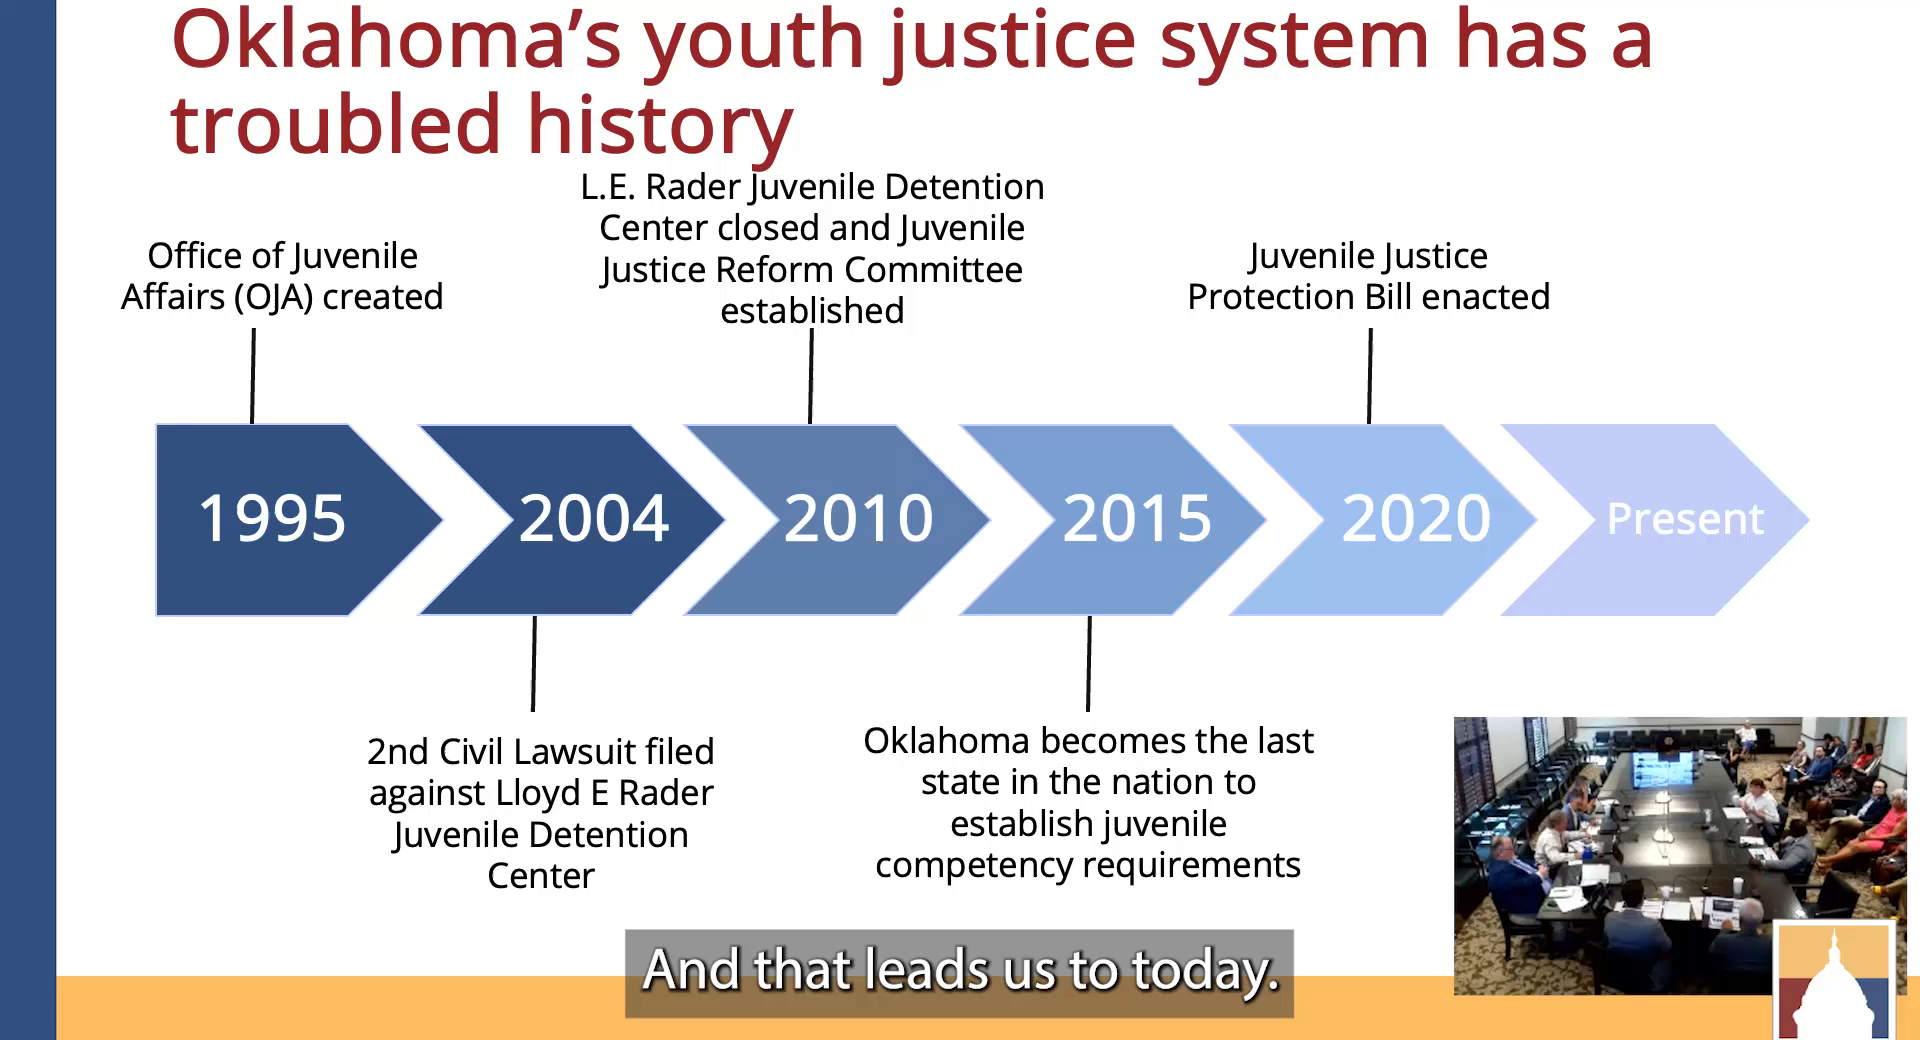 Oklahoma’s youth justice system has a
troubled history
Office of Juvenile
Affairs (OJA) created
L.E. Rader Juvenile Detention
Center closed and Juvenile
Justice Reform Committee
established
Juvenile Justice
Protection Bill enacted
1995
2004
2010
2015
2020
Present
2nd Civil Lawsuit filed
against Lloyd E Rader
Juvenile Detention
Center
Oklahoma becomes the last
state in the nation to
establish juvenile
competency requirements
And that leads us to today.